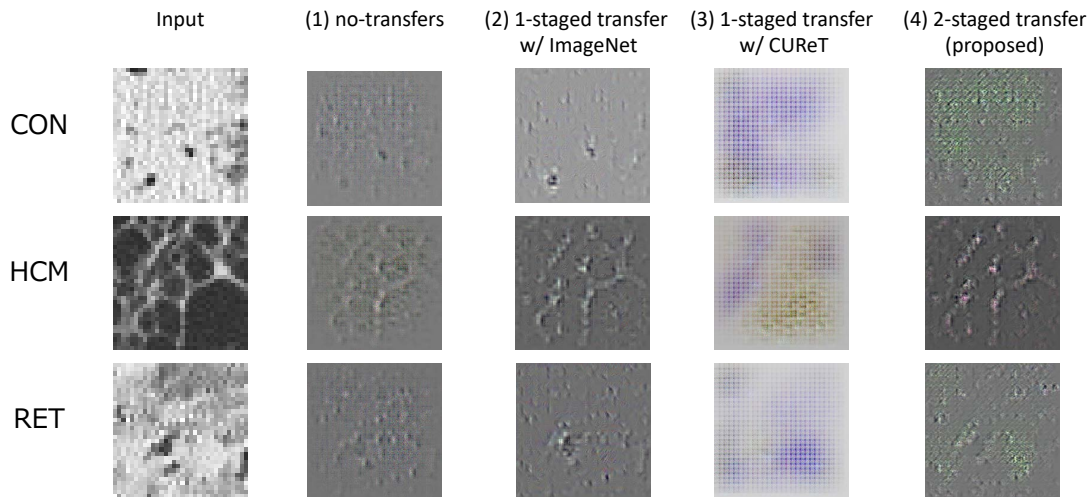 Input
(1) no-transfers
(2) 1-staged transfer
w/ ImageNet
(3) 1-staged transfer
w/ CUReT
(4) 2-staged transfer
(proposed)
CON
HCM
RET